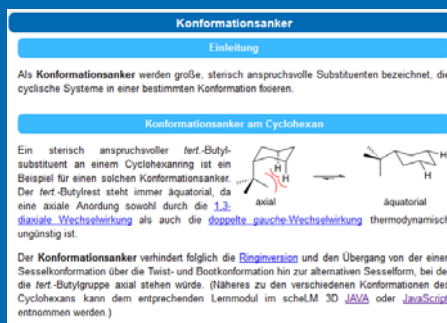 Konformationsanker
Einleitung
Als Konformationsanker werden große, sterisch anspruchsvolle Substituenten bezeichnet, die
cyclische Systeme in einer bestimmten Konformation fixieren.
Konformationsanker am Cyclohexan
Ein sterisch anspruchsvoller tert.-Butyl-
substituent an einem Cyclohexanring ist ein
Beispiel für einen solchen Konformationsanker.
Der tert.-Butylrest steht immer äquatorial, da
eine axiale Anordnung sowohl durch die 1,3-
diaxiale Wechselwirkung als auch die doppelte gauche-Wechselwirkung thermodynamisch
ungünstig ist.
H
H
axial
H
H
äquatorial
Der Konformationsanker verhindert folglich die Ringinversion und den Übergang von der einen
Sesselkonformation über die Twist- und Bootkonformation hin zur alternativen Sesselform, bei der
die tert.-Butylgruppe axial stehen würde. (Näheres zu den verschiedenen Konformationen des
Cyclohexans kann dem entprechenden Lernmodul im scheLM 3D JAVA oder JavaScript
entnommen werden.)